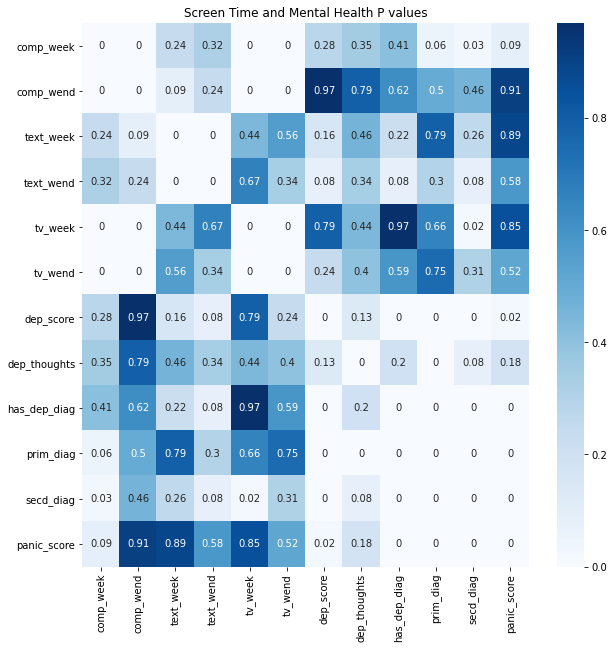 Screen Time and Mental Health P values
comp_week 0 0 0.24 0.32 0 0 0.28 0.35 0.41 0.06 0.03 0.09
comp_wend 0 0 0.09 0.24 0 0 0.97 0.79 0.62 0.5 0.46 0.91
text_week 0.24 0.09 0 0 0.44 0.56 0.16 0.46 0.22 0.79 0.26 0.89
text_wend 0.32 0.24 0 0 0.67 0.34 0.08 0.34 0.08 0.3 0.08 0.58
tv_week 0 0 0.44 0.67 0 0 0.79 0.44 0.97 0.66 0.02 0.85
tv_wend 0 0 0.56 0.34 0 0 0.24 0.4 0.59 0.75 0.31 0.52
dep_score 0.28 0.97 0.16 0.08 0.79 0.24 0 0.13 0 0 0 0.02
dep_thoughts 0.35 0.79 0.46 0.34 0.44 0.4 0.13 0 0.2 0 0.08 0.18
has_dep_diag 0.41 0.62 0.22 0.08 0.97 0.59 0 0.2 0 0 0 0
prim_diag 0.06 0.5 0.79 0.3 0.66 0.75 0 0 0 0 0 0
secd_diag 0.03 0.46 0.26 0.08 0.02 0.31 0 0.08 0 0 0 0
panic_score 0.09 0.91 0.89 0.58 0.85 0.52 0.02 0.18 0 0 0 0
comp_week comp_wend text_week text_wend tv_week tv_wend dep_score dep_thoughts has_dep_diag prim_diag secd_diag panic_score
0.8
0.6
0.4
0.2
0.0